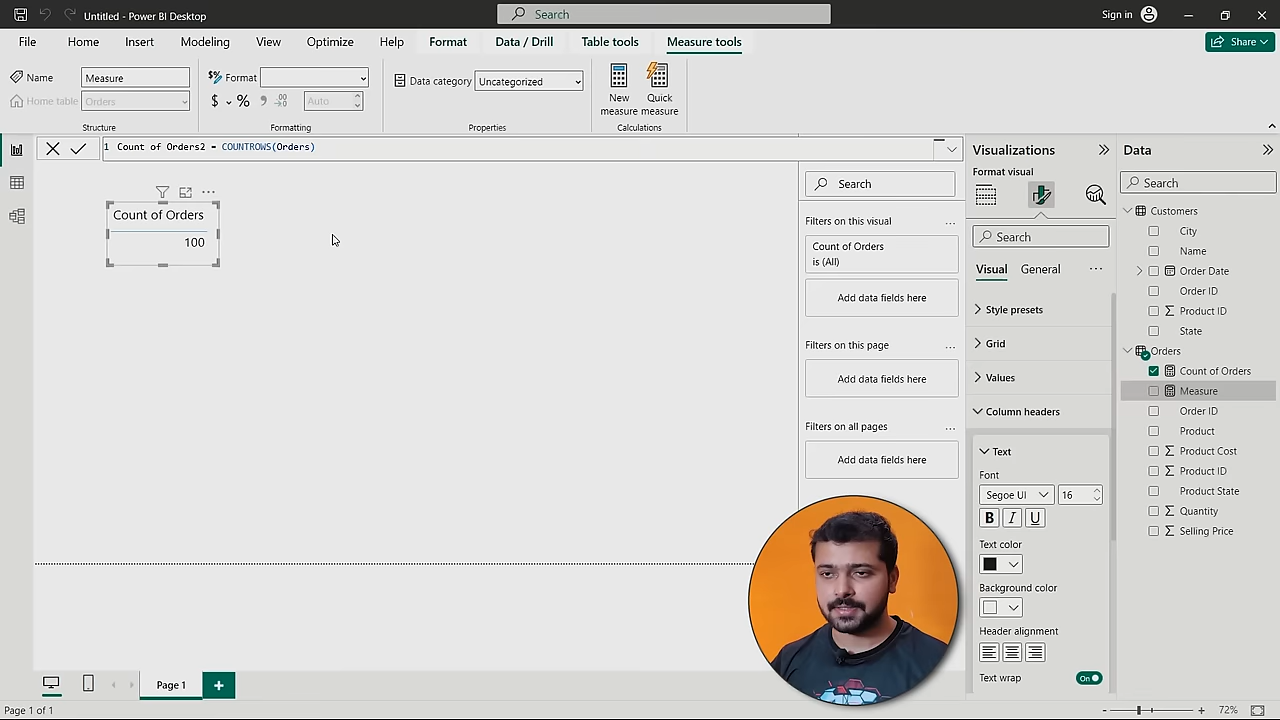 Untitled - Power BI Desktop
Search
Sign in
File
Home
Insert
Modeling
View
Optimize
Help
Format
Data / Drill
Table tools
Measure tools
Share
Name
Measure
Home table
Orders
Structure
Format
$
%
Auto
Formatting
Data category
Uncategorized
Properties
New
measure
Quick
measure
Calculations
1 Count of Orders2 = COUNTROWS(Orders)
Count of Orders
100
Search
Filters on this visual
Count of Orders
is (All)
Add data fields here
Filters on this page
Add data fields here
Filters on all pages
Add data fields here
Visualizations
Format visual
Search
Visual
General
Style presets
Grid
Values
Column headers
Text
Font
Segoe UI
16
B
I
U
Text color
Background color
Header alignment
Text wrap
On
Data
Search
Customers
City
Name
Order Date
Order ID
Product ID
State
Orders
Count of Orders
Measure
Order ID
Product
Product Cost
Product ID
Product State
Quantity
Selling Price
Page 1
Page 1 of 1
72%